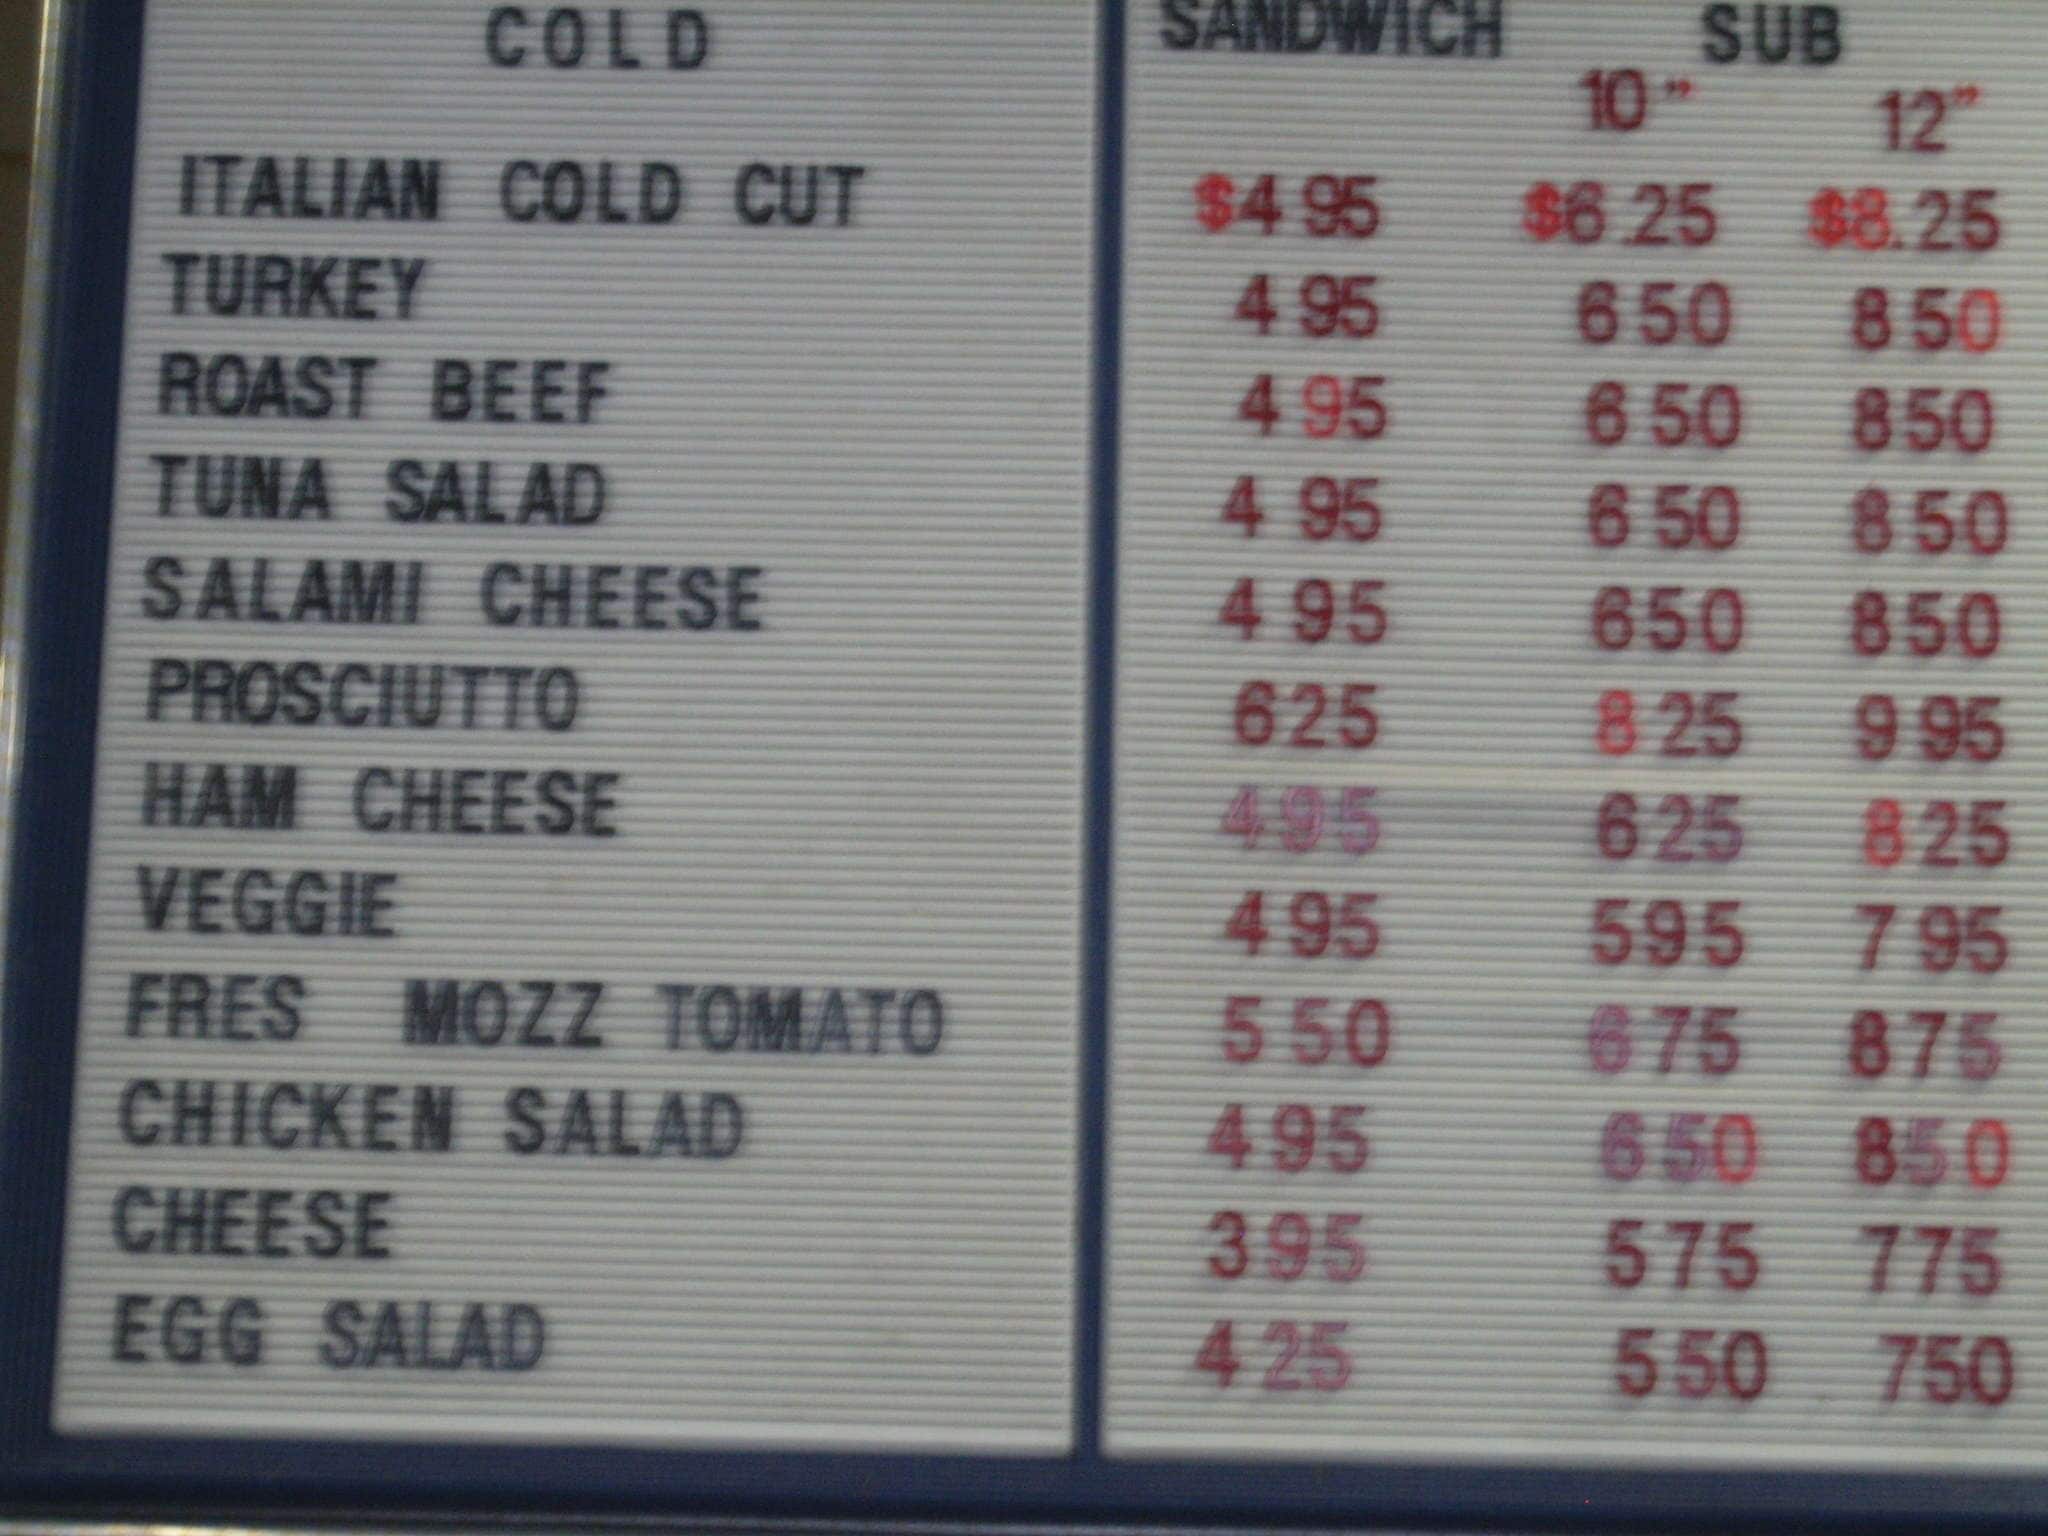 COLD SANDWICH SUB
10" 12"
ITALIAN COLD CUT $4 95 $6.25 $8.25
TURKEY 4 95 6 50 8 50
ROAST BEEF 4 95 6 50 8 50
TUNA SALAD 4 95 6 50 8 50
SALAMI CHEESE 4 95 6 50 8 50
PROSCIUTTO 6 25 8 25 9 95
HAM CHEESE 4 95 6 25 8 25
VEGGIE 4 95 5 95 7 95
FRES MOZZ TOMATO 5 50 6 75 8 75
CHICKEN SALAD 4 95 6 50 8 50
CHEESE 3 95 5 75 7 75
EGG SALAD 4 25 5 50 7 50